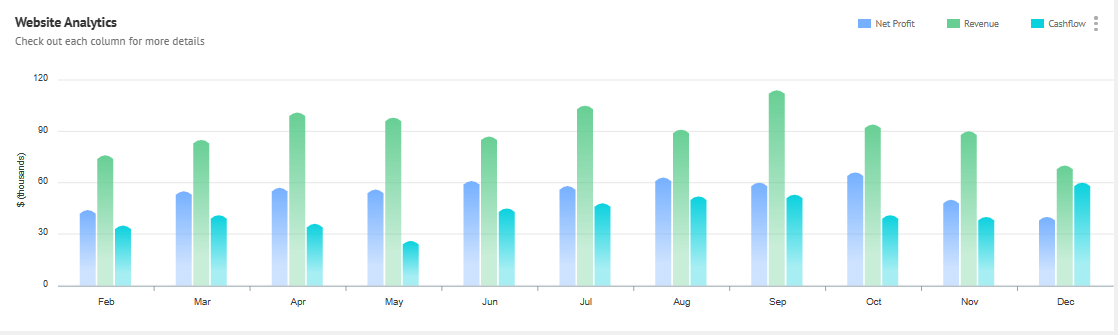 Website Analytics
Check out each column for more details
Net Profit
Revenue
Cashflow
$ (thousands)
120
90
60
30
0
Feb
Mar
Apr
May
Jun
Jul
Aug
Sep
Oct
Nov
Dec